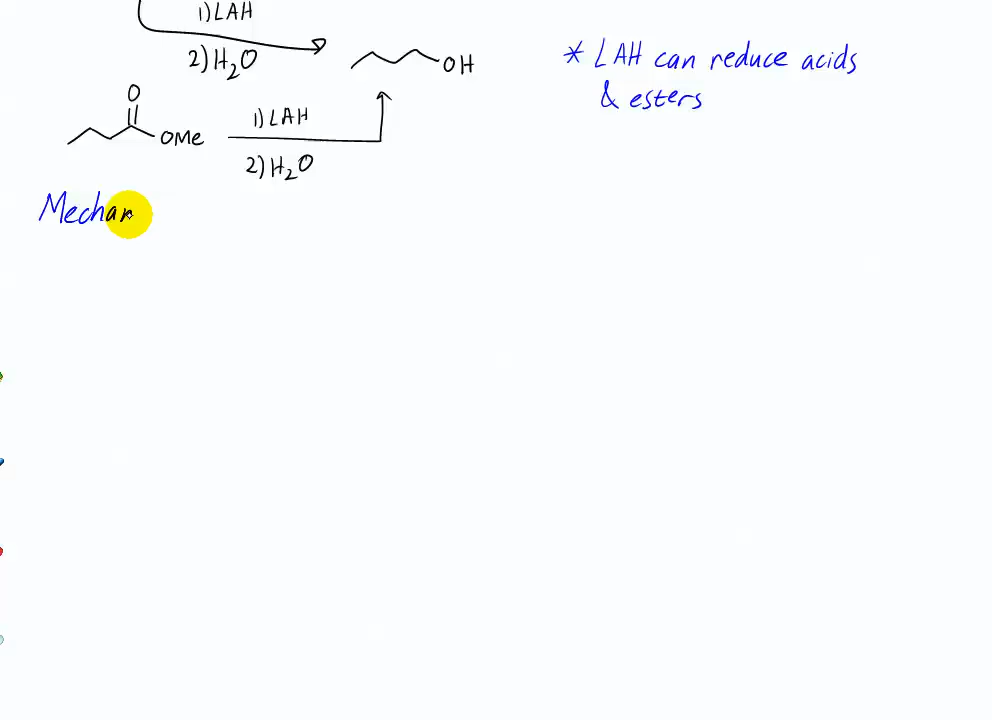 1) LAH
2) H2O
OH
* LAH can reduce acids
& esters
O
OMe
1) LAH
2) H2O
Mechan